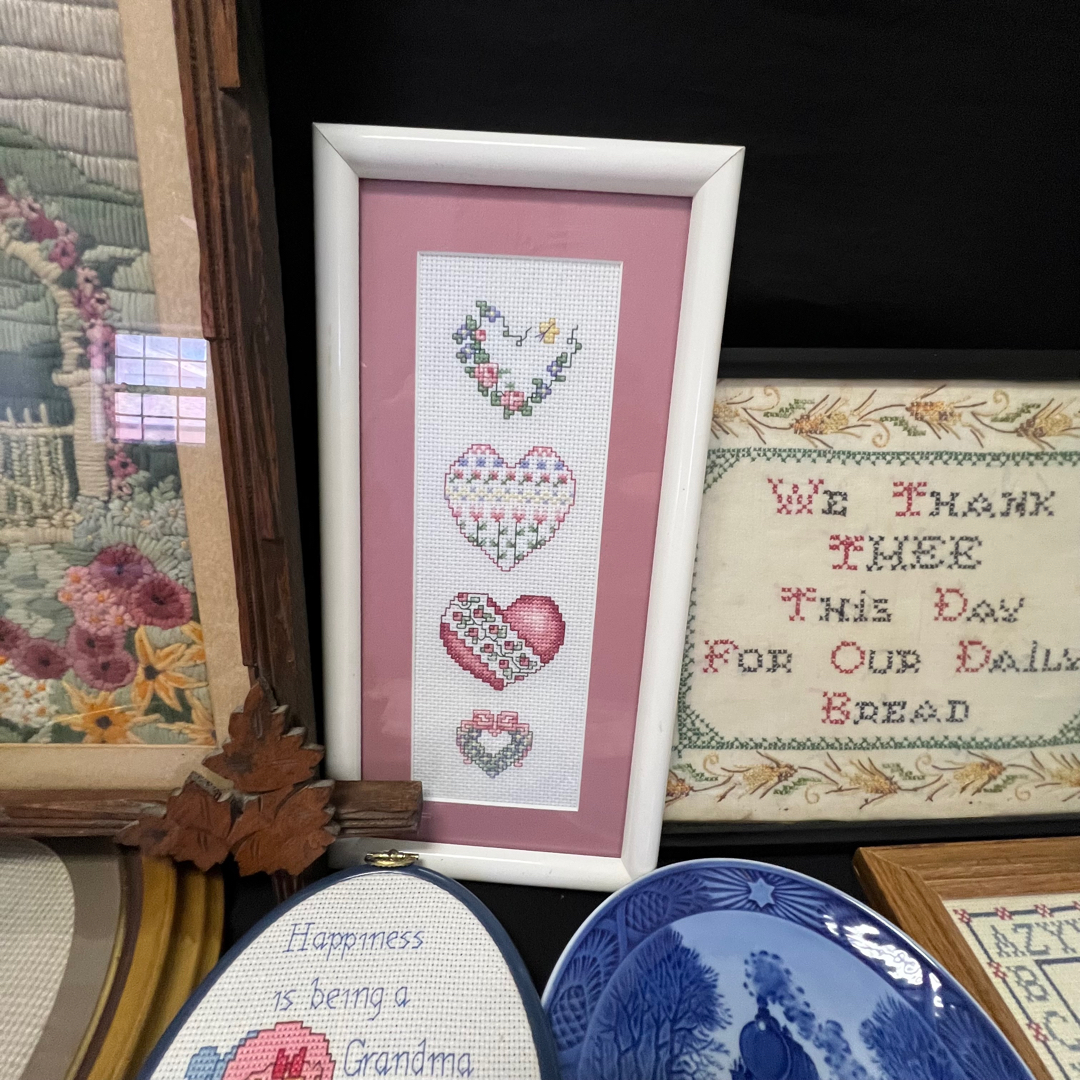 We Thank
Thee
This Day
For Our Daily
Bread
Happiness
is being a
Grandma